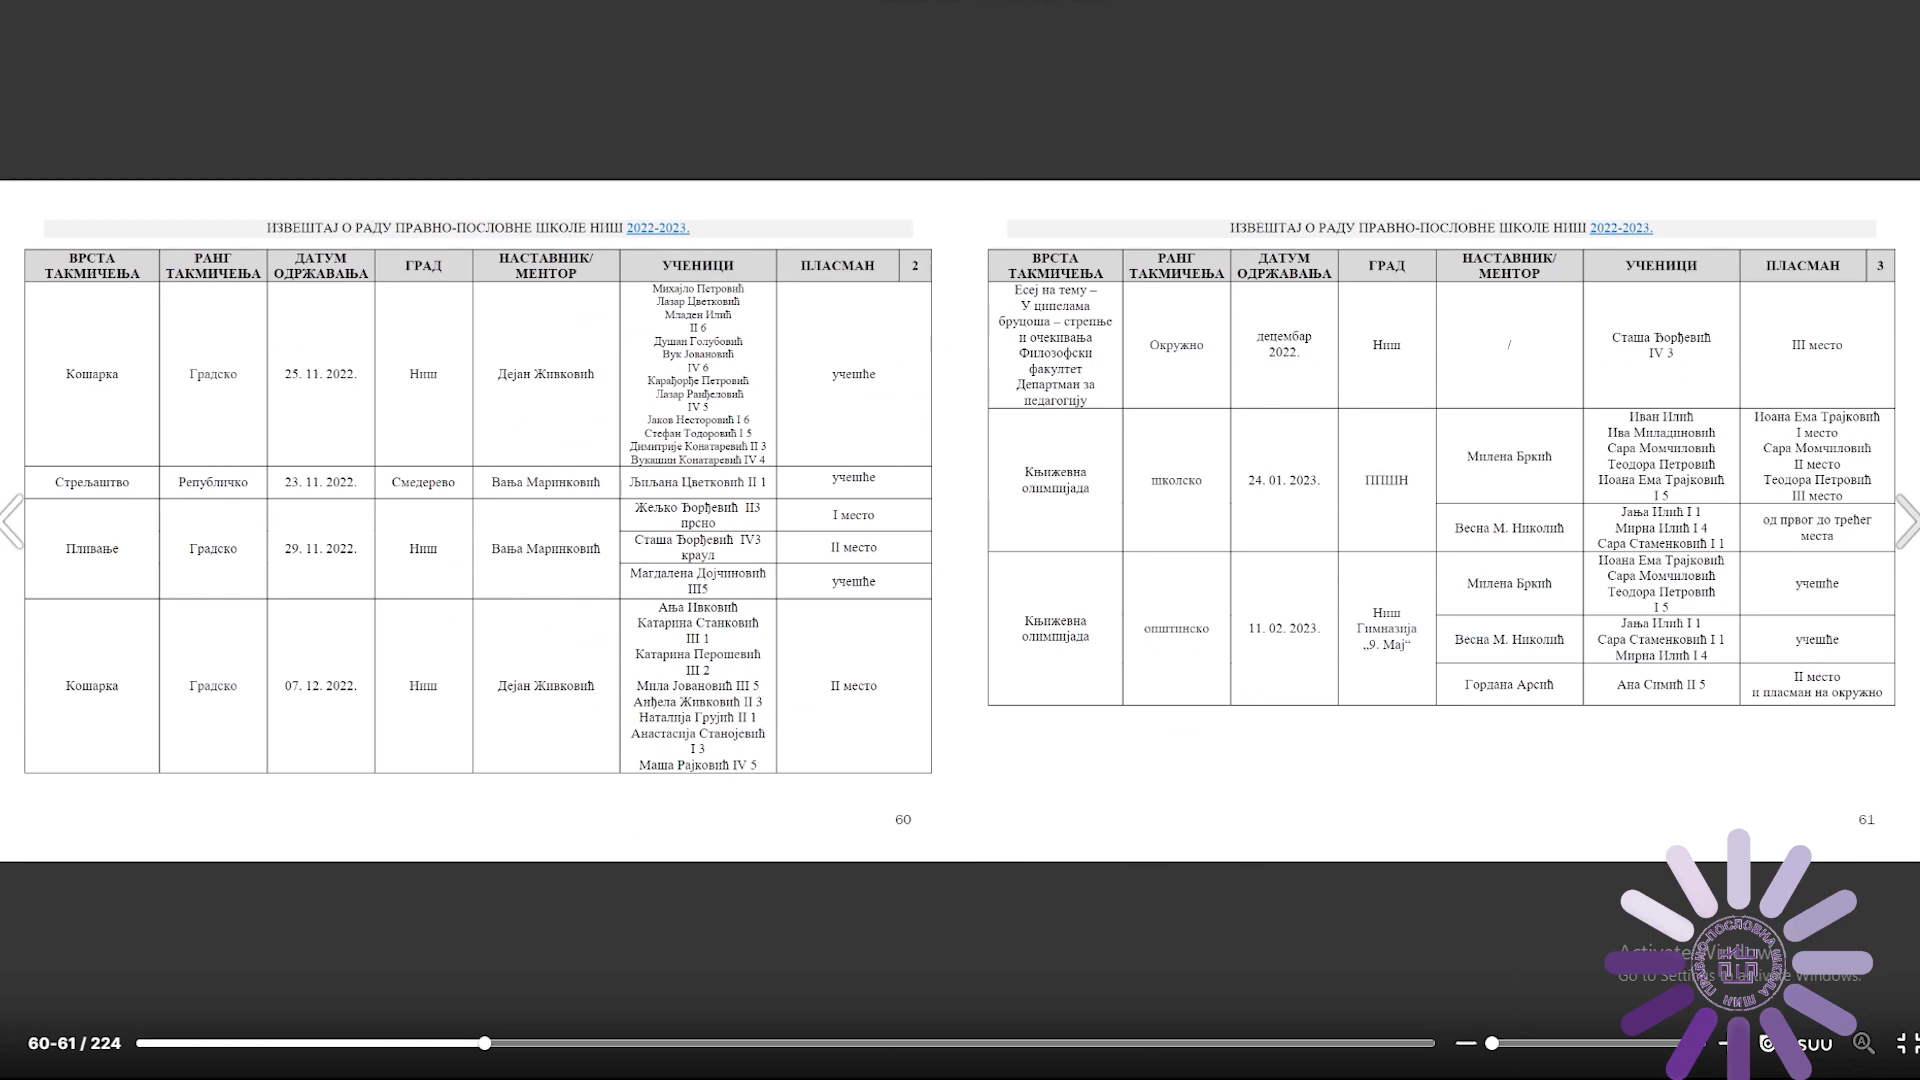 ИЗВЕШТАЈ О РАДУ ПРАВНО-ПОСЛОВНЕ ШКОЛЕ НИШ 2022-2023.
ВРСТА ТАКМИЧЕЊА
РАНГ ТАКМИЧЕЊА
ДАТУМ ОДРЖАВАЊА
ГРАД
НАСТАВНИК/ МЕНТОР
УЧЕНИЦИ
ПЛАСМАН
2
Кошарка
Градско
25. 11. 2022.
Ниш
Дејан Живковић
Михајло Петровић
Лазар Цветковић
Младен Илић
II 6
Душан Голубовић
Вук Јовановић
IV 6
Карађорђе Петровић
Лазар Ранђеловић
IV 5
Јаков Несторовић I 6
Стефан Тодоровић I 5
Димитрије Конатаревић II 3
Вукашин Конатаревић IV 4
учешће
Стрељаштво
Републичко
23. 11. 2022.
Смедерево
Вања Маринковић
Љиљана Цветковић II 1
учешће
Пливање
Градско
29. 11. 2022.
Ниш
Вања Маринковић
Жељко Ђорђевић II3
прсно
I место
Сташа Ђорђевић IV3
краул
II место
Магдалена Дојчиновић
III5
учешће
Кошарка
Градско
07. 12. 2022.
Ниш
Дејан Живковић
Ања Ивковић
Катарина Станковић
III 1
Катарина Перошевић
III 2
Мила Јовановић III 5
Анђела Живковић II 3
Наталија Грујић II 1
Анастасија Станојевић
I 3
Маша Рајковић IV 5
II место
60
ИЗВЕШТАЈ О РАДУ ПРАВНО-ПОСЛОВНЕ ШКОЛЕ НИШ 2022-2023.
ВРСТА ТАКМИЧЕЊА
РАНГ ТАКМИЧЕЊА
ДАТУМ ОДРЖАВАЊА
ГРАД
НАСТАВНИК/ МЕНТОР
УЧЕНИЦИ
ПЛАСМАН
3
Есеј на тему –
У ципелама
бруцоша – стрепње
и очекивања
Филозофски
факултет
Департман за
педагогију
Окружно
децембар
2022.
Ниш
/
Сташа Ђорђевић
IV 3
III место
Књижевна
олимпијада
школско
24. 01. 2023.
ППШН
Милена Бркић
Иван Илић
Ива Миладиновић
Сара Момчиловић
Теодора Петровић
Иоана Ема Трајковић
I 5
Иоана Ема Трајковић
I место
Сара Момчиловић
II место
Теодора Петровић
III место
Весна М. Николић
Јања Илић I 1
Мирна Илић I 4
Сара Стаменковић I 1
од првог до трећег
места
Књижевна
олимпијада
општинско
11. 02. 2023.
Ниш
Гимназија
„9. Мај“
Милена Бркић
Иоана Ема Трајковић
Сара Момчиловић
Теодора Петровић
I 5
учешће
Весна М. Николић
Јања Илић I 1
Сара Стаменковић I 1
Мирна Илић I 4
учешће
Гордана Арсић
Ана Симић II 5
II место
и пласман на окружно
61
ПРАВНО-ПОСЛОВНА ШКОЛА НИШ
60-61 / 224